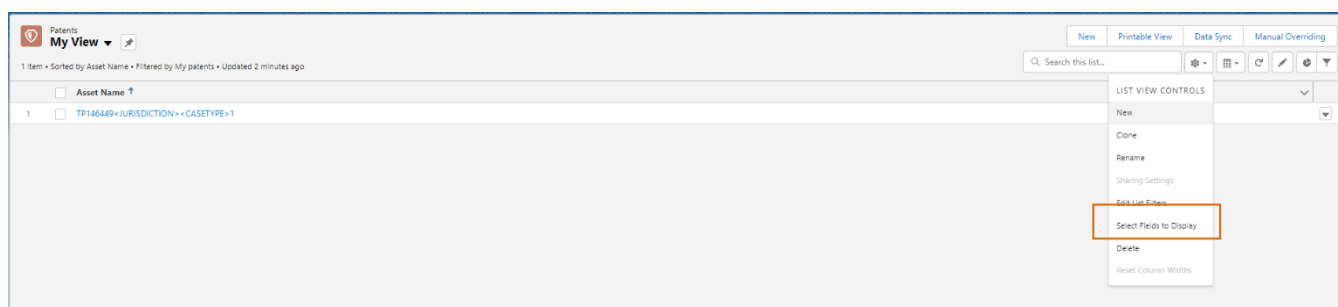 Patents
My View
New Printable View Data Sync Manual Overriding
1 item • Sorted by Asset Name • Filtered by My patents • Updated 2 minutes ago
Search this list...
Asset Name ↑
1 TP146449<JURISDICTION><CASETYPE>1
LIST VIEW CONTROLS
New
Clone
Rename
Sharing Settings
Edit List Filters
Select Fields to Display
Delete
Reset Column Widths